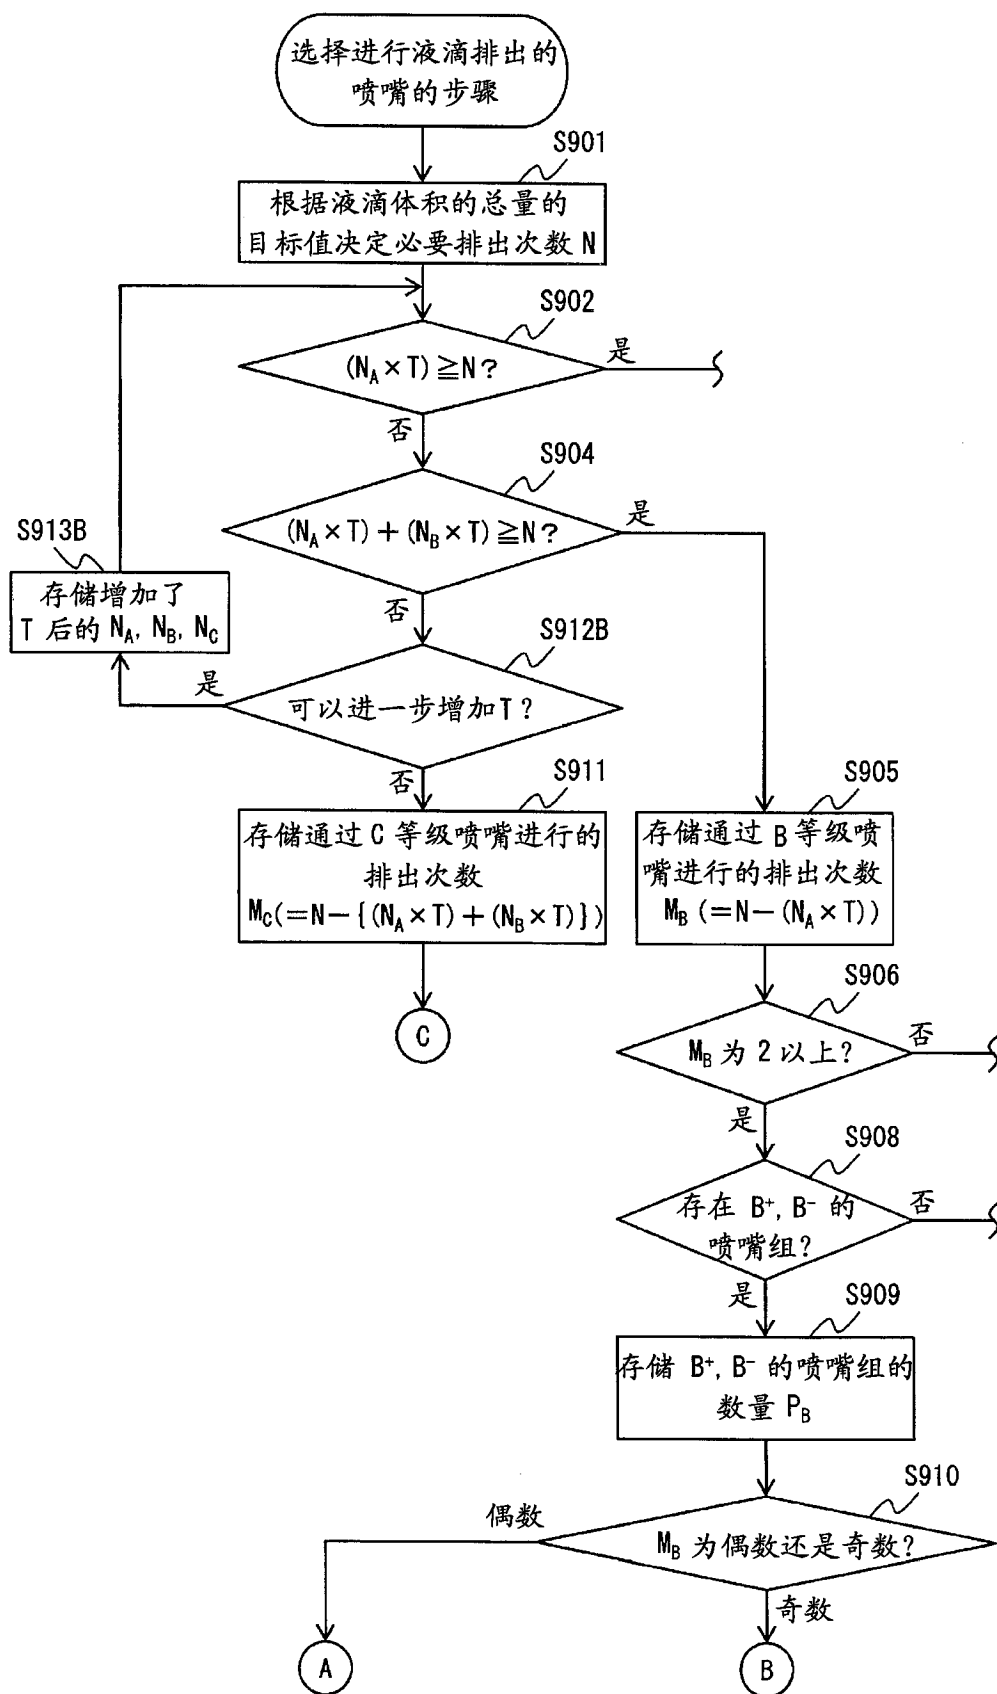 选择进行液滴排出的
喷嘴的步骤
S901
根据液滴体积的总量的
目标值决定必要排出次数 N
S902
(N_A×T)≧N?
是
否
S904
(N_A×T)+(N_B×T)≧N?
是
否
S913B
存储增加了
T 后的 N_A, N_B, N_C
S912B
可以进一步增加T?
是
否
S911
存储通过 C 等级喷嘴进行的
排出次数
M_C(=N-{(N_A×T)+(N_B×T)})
C
S905
存储通过 B 等级喷
嘴进行的排出次数
M_B (=N-(N_A×T))
S906
M_B 为 2 以上?
否
是
S908
存在 B⁺, B⁻ 的
喷嘴组?
否
是
S909
存储 B⁺, B⁻ 的喷嘴组的
数量 P_B
S910
M_B 为偶数还是奇数?
偶数
奇数
A
B